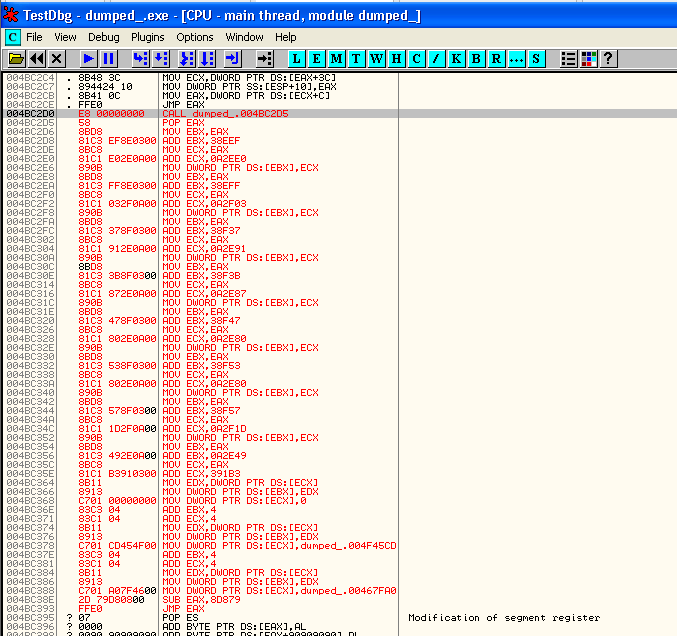 TestDbg - dumped_.exe - [CPU - main thread, module dumped_]
C File View Debug Plugins Options Window Help
L E M T W H C / K B R ... S ?
004BC2C4 . 8B48 3C MOV ECX,DWORD PTR DS:[EAX+3C]
004BC2C7 . 894424 10 MOV DWORD PTR SS:[ESP+10],EAX
004BC2CB . 8B41 0C MOV EAX,DWORD PTR DS:[ECX+C]
004BC2CE . FFE0 JMP EAX
004BC2D0 E8 00000000 CALL dumped_.004BC2D5
004BC2D5 58 POP EAX
004BC2D6 8BD8 MOV EBX,EAX
004BC2D8 81C3 EF8E0300 ADD EBX,38EEF
004BC2DE 8BC8 MOV ECX,EAX
004BC2E0 81C1 E02E0A00 ADD ECX,0A2EE0
004BC2E6 890B MOV DWORD PTR DS:[EBX],ECX
004BC2E8 8BD8 MOV EBX,EAX
004BC2EA 81C3 FF8E0300 ADD EBX,38EFF
004BC2F0 8BC8 MOV ECX,EAX
004BC2F2 81C1 032F0A00 ADD ECX,0A2F03
004BC2F8 890B MOV DWORD PTR DS:[EBX],ECX
004BC2FA 8BD8 MOV EBX,EAX
004BC2FC 81C3 378F0300 ADD EBX,38F37
004BC302 8BC8 MOV ECX,EAX
004BC304 81C1 912E0A00 ADD ECX,0A2E91
004BC30A 890B MOV DWORD PTR DS:[EBX],ECX
004BC30C 8BD8 MOV EBX,EAX
004BC30E 81C3 3B8F0300 ADD EBX,38F3B
004BC314 8BC8 MOV ECX,EAX
004BC316 81C1 872E0A00 ADD ECX,0A2E87
004BC31C 890B MOV DWORD PTR DS:[EBX],ECX
004BC31E 8BD8 MOV EBX,EAX
004BC320 81C3 478F0300 ADD EBX,38F47
004BC326 8BC8 MOV ECX,EAX
004BC328 81C1 802E0A00 ADD ECX,0A2E80
004BC32E 890B MOV DWORD PTR DS:[EBX],ECX
004BC330 8BD8 MOV EBX,EAX
004BC332 81C3 538F0300 ADD EBX,38F53
004BC338 8BC8 MOV ECX,EAX
004BC33A 81C1 802E0A00 ADD ECX,0A2E80
004BC340 890B MOV DWORD PTR DS:[EBX],ECX
004BC342 8BD8 MOV EBX,EAX
004BC344 81C3 578F0300 ADD EBX,38F57
004BC34A 8BC8 MOV ECX,EAX
004BC34C 81C1 1D2F0A00 ADD ECX,0A2F1D
004BC352 890B MOV DWORD PTR DS:[EBX],ECX
004BC354 8BD8 MOV EBX,EAX
004BC356 81C3 492E0A00 ADD EBX,0A2E49
004BC35C 8BC8 MOV ECX,EAX
004BC35E 81C1 B3910300 ADD ECX,391B3
004BC364 8B11 MOV EDX,DWORD PTR DS:[ECX]
004BC366 8913 MOV DWORD PTR DS:[EBX],EDX
004BC368 C701 00000000 MOV DWORD PTR DS:[ECX],0
004BC36E 83C3 04 ADD EBX,4
004BC371 83C1 04 ADD ECX,4
004BC374 8B11 MOV EDX,DWORD PTR DS:[ECX]
004BC376 8913 MOV DWORD PTR DS:[EBX],EDX
004BC378 C701 CD454F00 MOV DWORD PTR DS:[ECX],dumped_.004F45CD
004BC37E 83C3 04 ADD EBX,4
004BC381 83C1 04 ADD ECX,4
004BC384 8B11 MOV EDX,DWORD PTR DS:[ECX]
004BC386 8913 MOV DWORD PTR DS:[EBX],EDX
004BC388 C701 A07F4600 MOV DWORD PTR DS:[ECX],dumped_.00467FA0
004BC38E 2D 79D80800 SUB EAX,8D879
004BC393 FFE0 JMP EAX
004BC395 ? 07 POP ES Modification of segment register
004BC396 ? 0000 ADD BYTE PTR DS:[EAX],AL